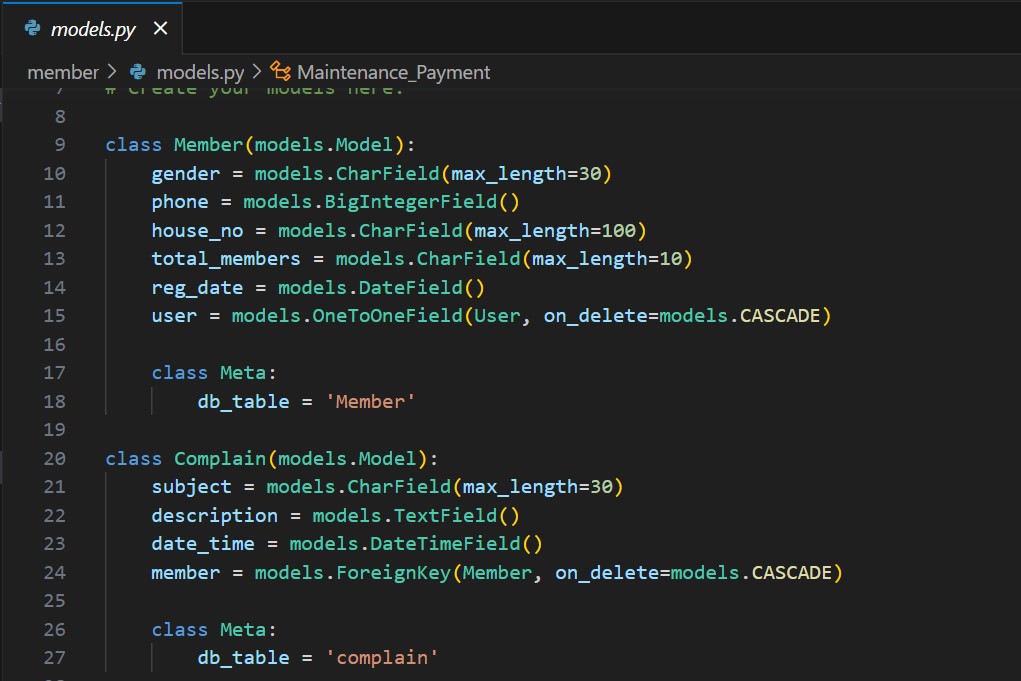 models.py
member > models.py > Maintenance_Payment
7 # Create your models here.
8
9 class Member(models.Model):
10 gender = models.CharField(max_length=30)
11 phone = models.BigIntegerField()
12 house_no = models.CharField(max_length=100)
13 total_members = models.CharField(max_length=10)
14 reg_date = models.DateField()
15 user = models.OneToOneField(User, on_delete=models.CASCADE)
16
17 class Meta:
18 db_table = 'Member'
19
20 class Complain(models.Model):
21 subject = models.CharField(max_length=30)
22 description = models.TextField()
23 date_time = models.DateTimeField()
24 member = models.ForeignKey(Member, on_delete=models.CASCADE)
25
26 class Meta:
27 db_table = 'complain'